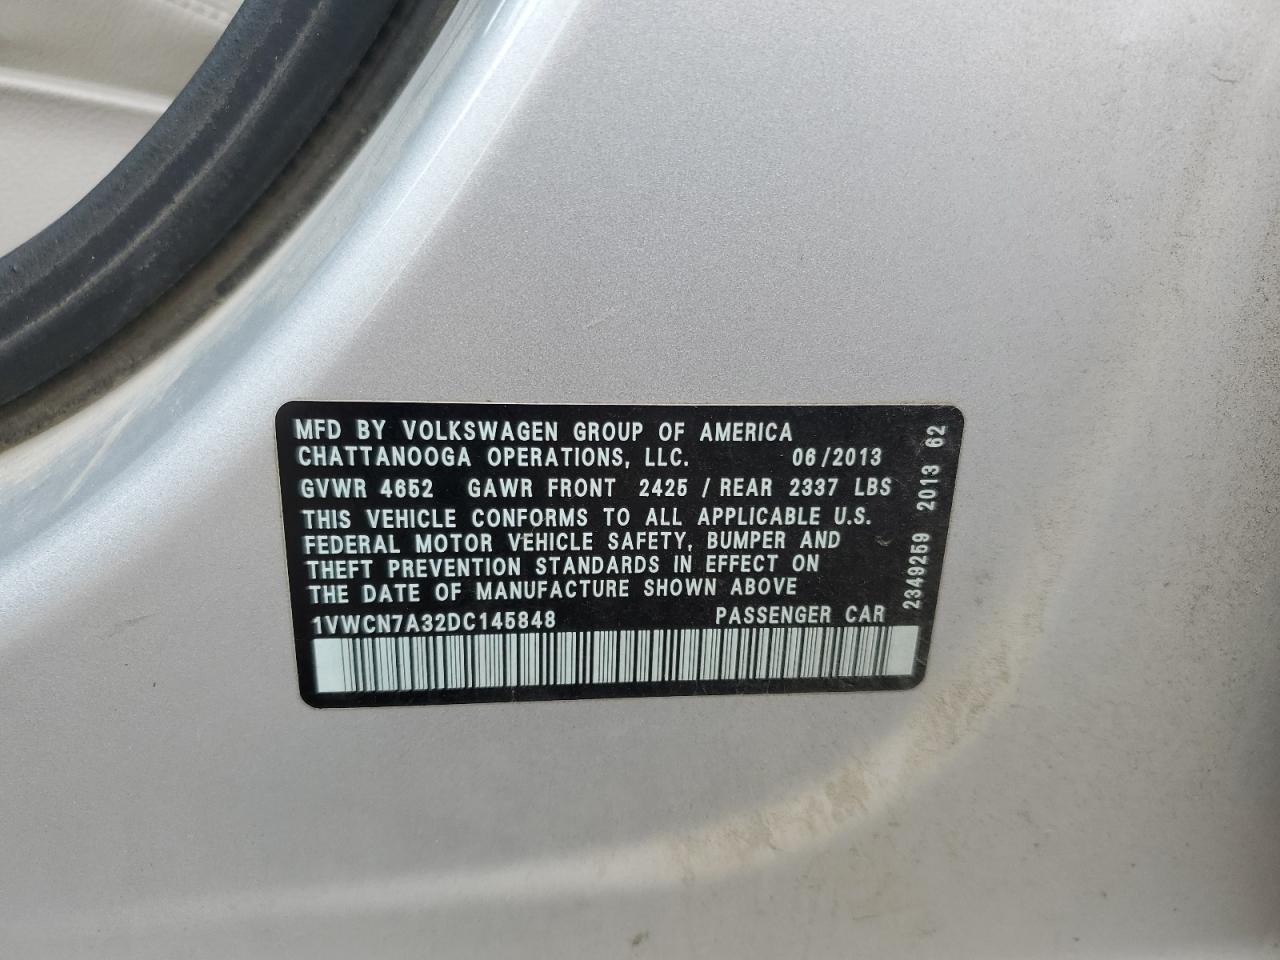 MFD BY VOLKSWAGEN GROUP OF AMERICA
CHATTANOOGA OPERATIONS, LLC. 06/2013
GVWR 4652 GAWR FRONT 2425 / REAR 2337 LBS
THIS VEHICLE CONFORMS TO ALL APPLICABLE U.S.
FEDERAL MOTOR VEHICLE SAFETY, BUMPER AND
THEFT PREVENTION STANDARDS IN EFFECT ON
THE DATE OF MANUFACTURE SHOWN ABOVE
1VWCN7A32DC145848 PASSENGER CAR
2349259 2013 62